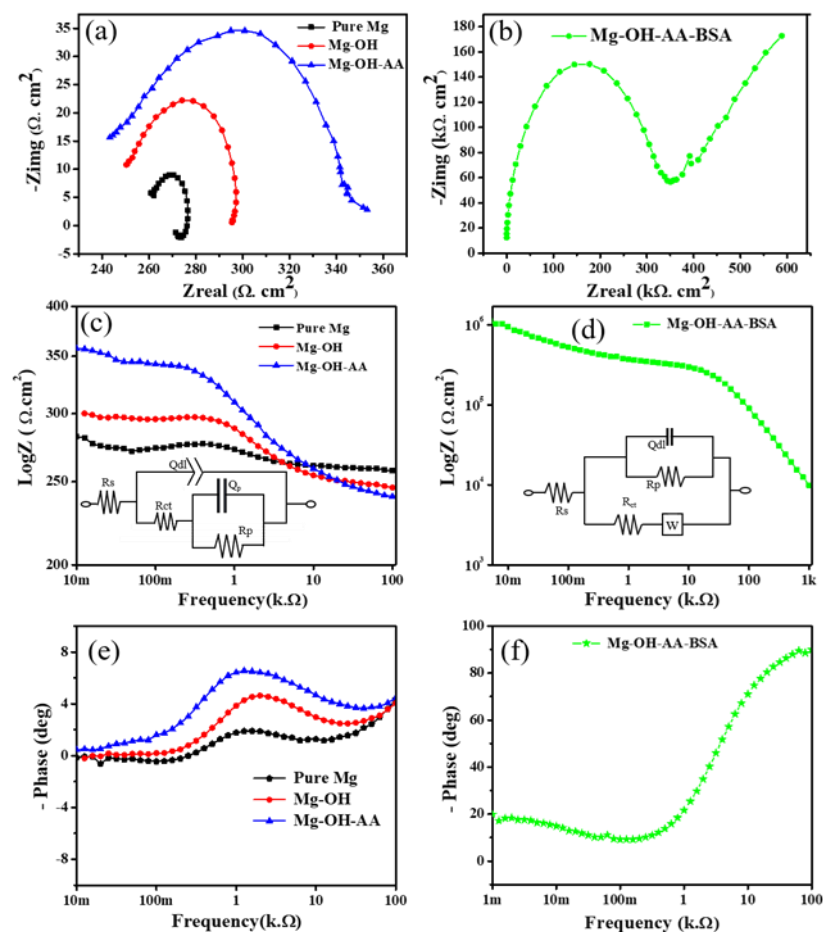 (a)
Pure Mg
Mg-OH
Mg-OH-AA
-Zimg (Ω. cm²)
40
35
30
25
20
15
10
5
0
-5
240 260 280 300 320 340 360
Zreal (Ω. cm²)
(b)
Mg-OH-AA-BSA
-Zimg (kΩ. cm²)
180
160
140
120
100
80
60
40
20
0
0 100 200 300 400 500 600 700
Zreal (kΩ. cm²)
(c)
Pure Mg
Mg-OH
Mg-OH-AA
LogZ ( Ω.cm²)
400
350
300
250
200
Qdl
Rs
Rct
Qp
Rp
10m 100m 1 10 100
Frequency(k.Ω)
(d)
Mg-OH-AA-BSA
LogZ ( Ω.cm²)
10⁶
10⁵
10⁴
10³
Qdl
Rp
Rs
Rct
W
10m 100m 1 10 100 1k
Frequency (k.Ω)
(e)
- Phase (deg)
8
4
0
-4
-8
Pure Mg
Mg-OH
Mg-OH-AA
10m 100m 1 10 100
Frequency(k.Ω)
(f)
Mg-OH-AA-BSA
- Phase (deg)
100
80
60
40
20
0
1m 10m 100m 1 10 100
Frequency (k.Ω)